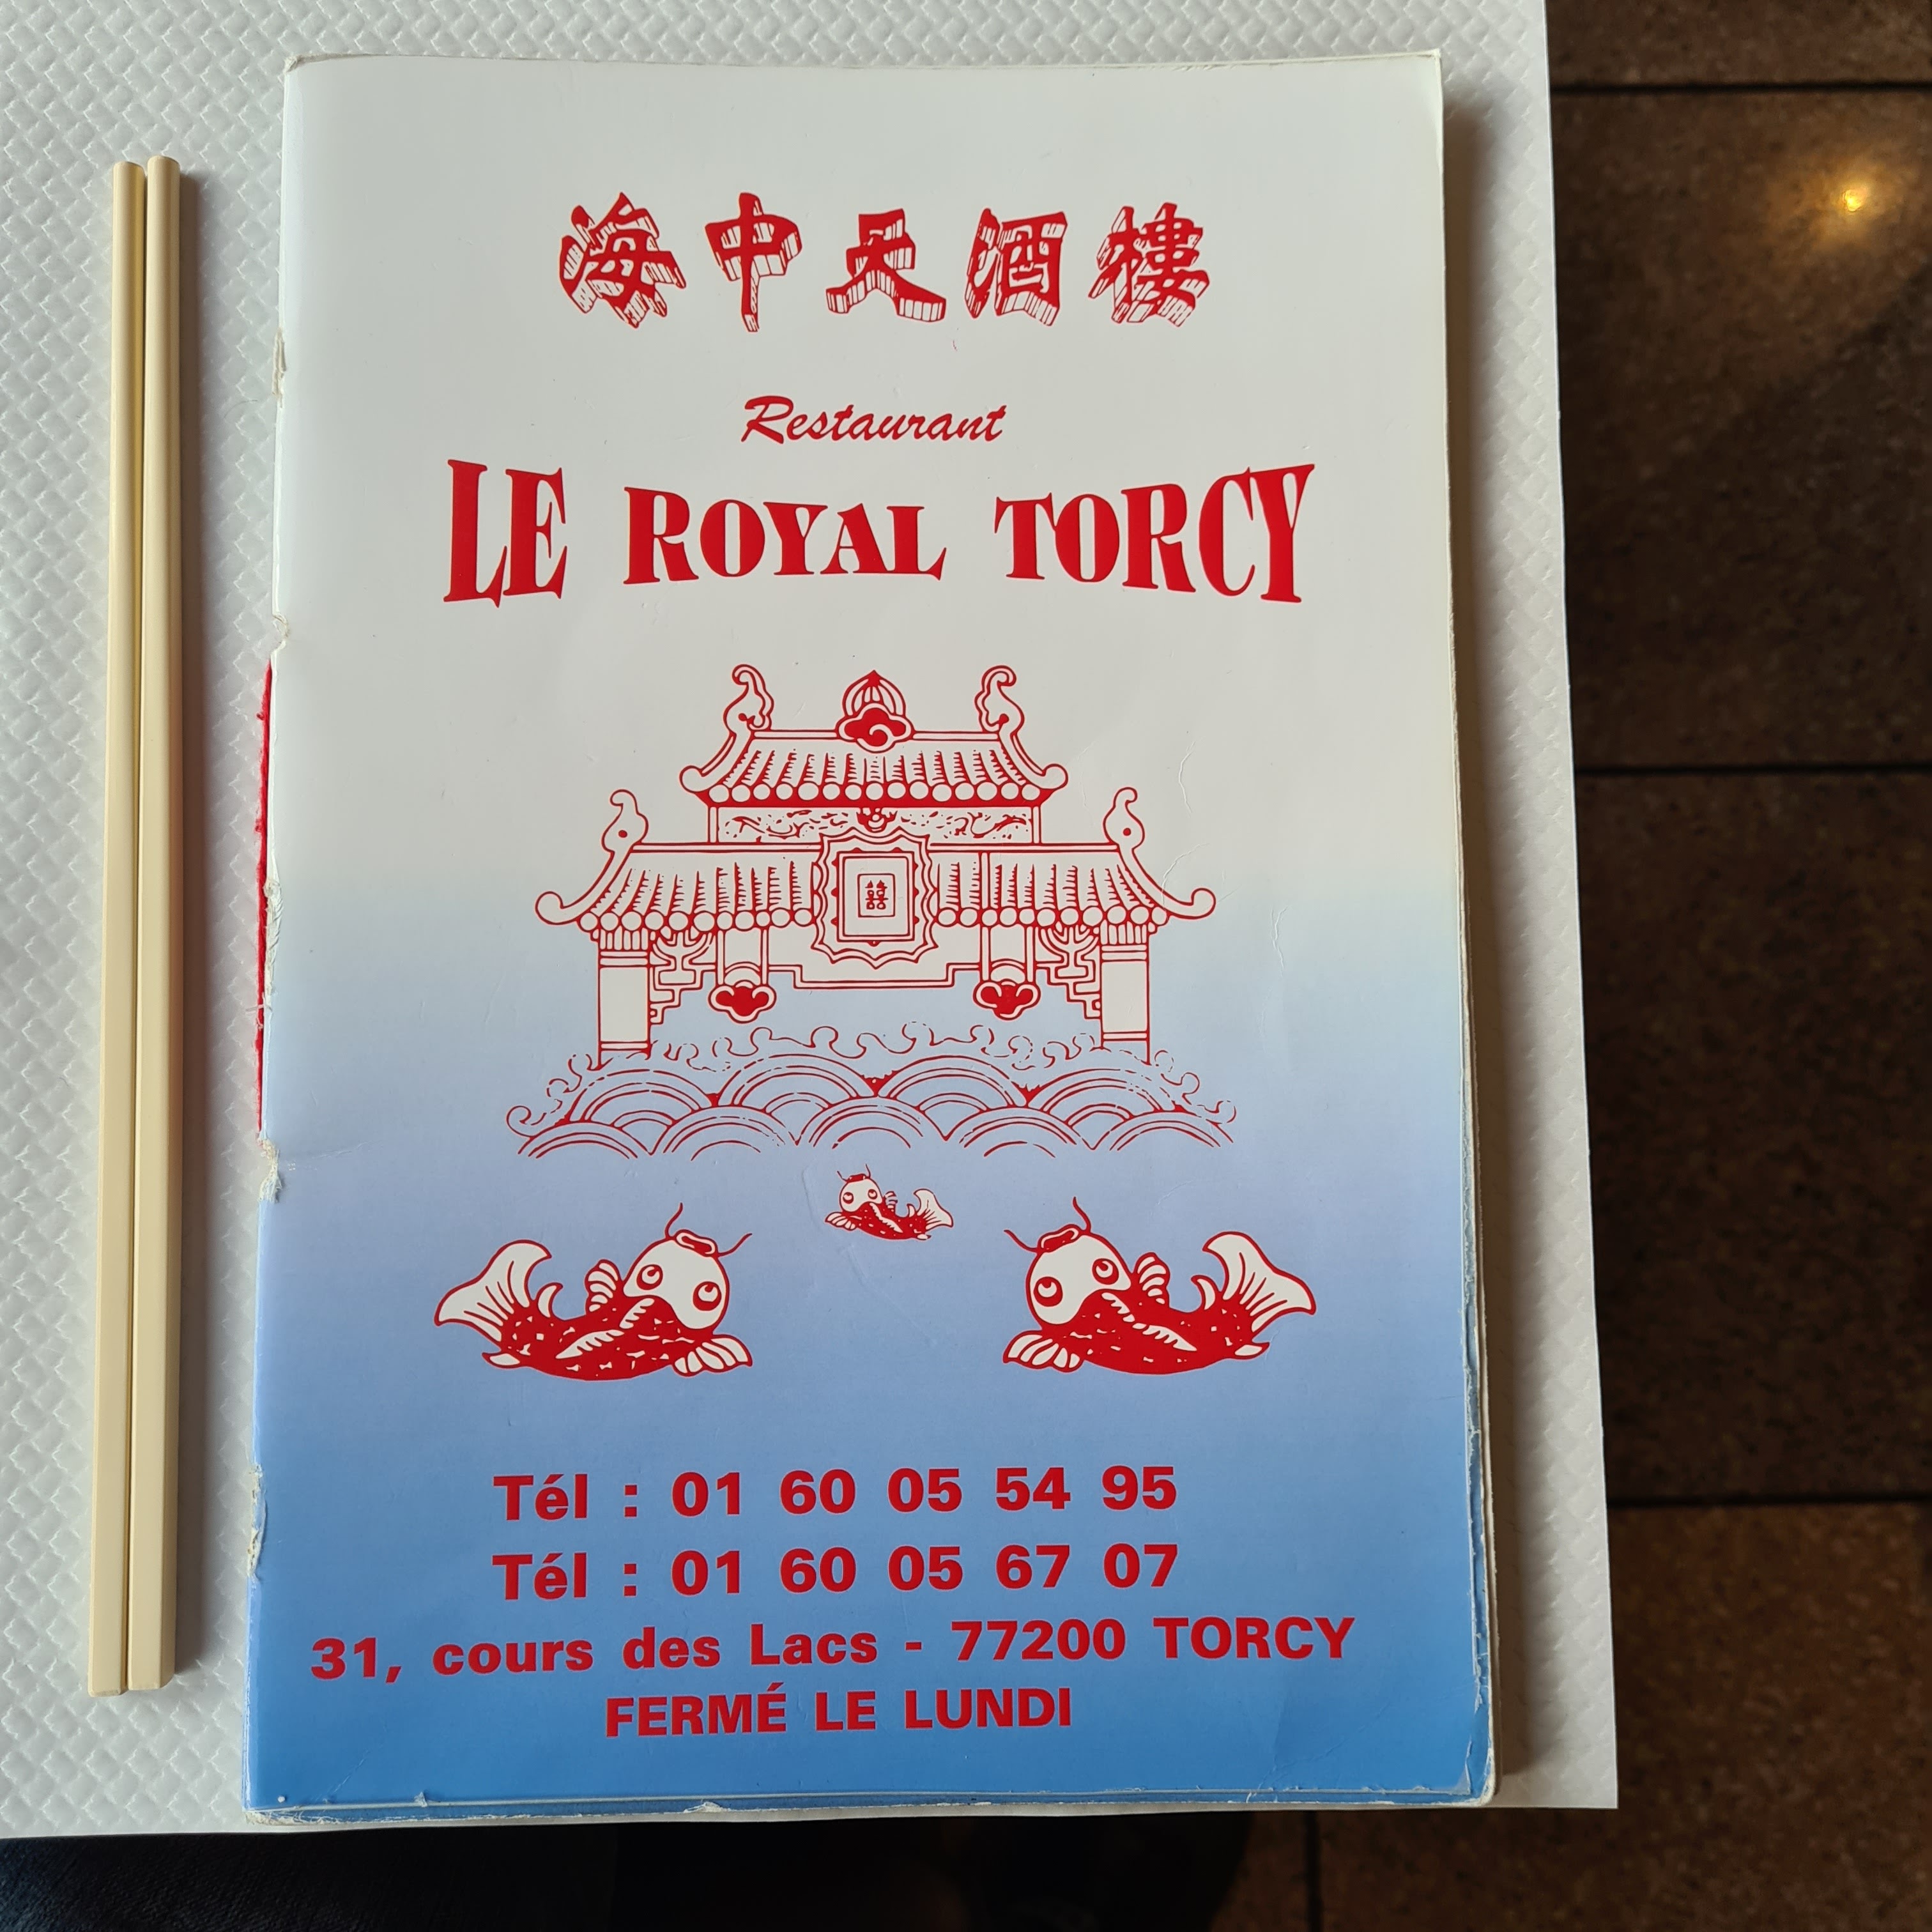 海中天酒樓
Restaurant
LE ROYAL TORCY
囍
Tél : 01 60 05 54 95
Tél : 01 60 05 67 07
31, cours des Lacs - 77200 TORCY
FERMÉ LE LUNDI